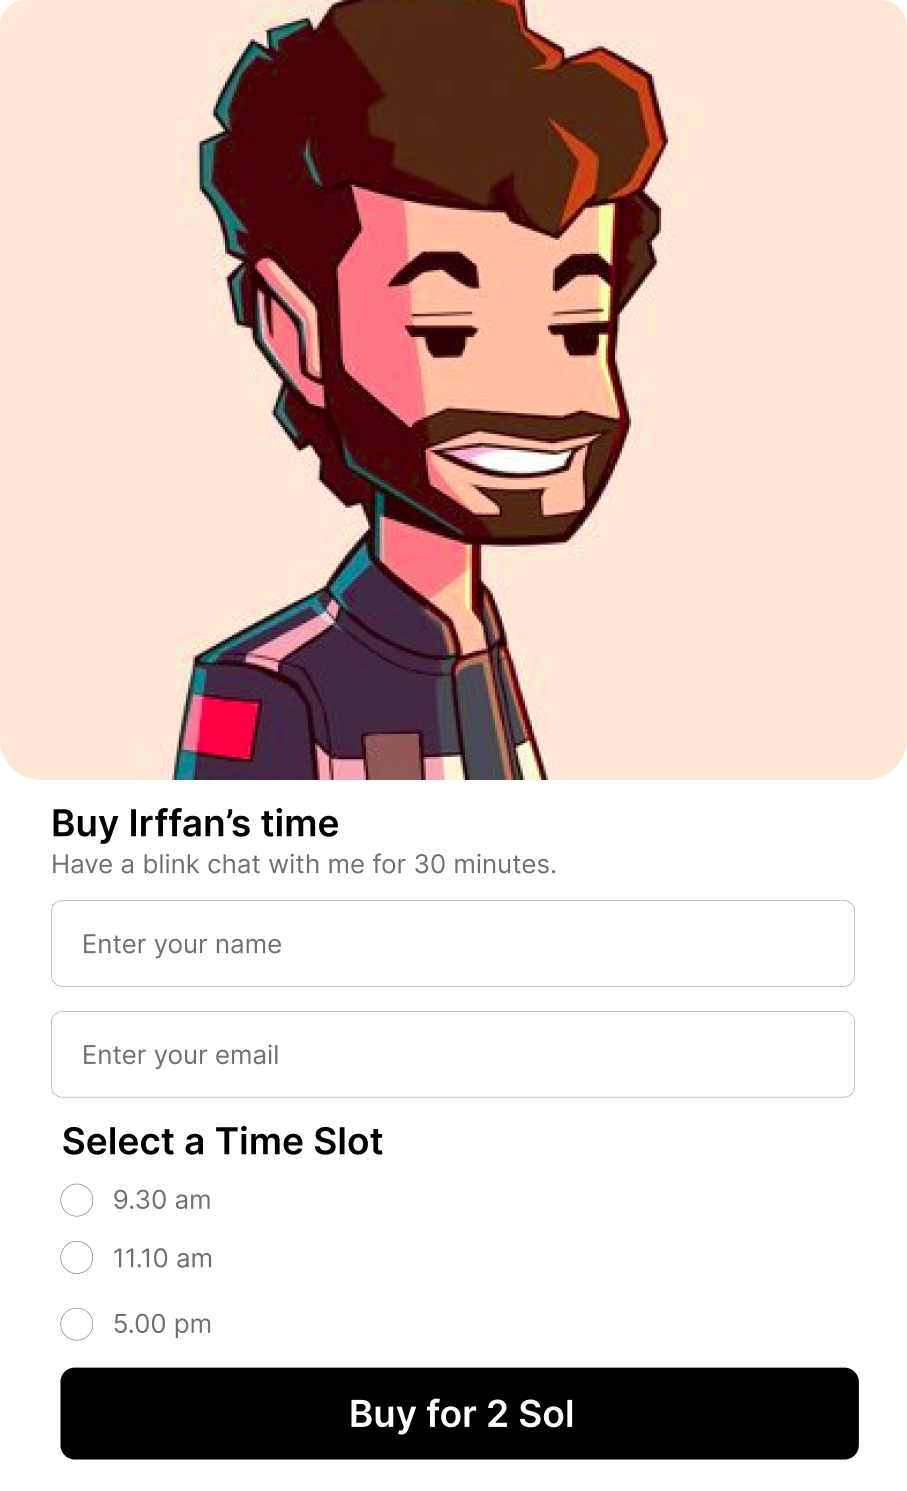 Buy Irffan’s time
Have a blink chat with me for 30 minutes.
Enter your name
Enter your email
Select a Time Slot
9.30 am
11.10 am
5.00 pm
Buy for 2 Sol